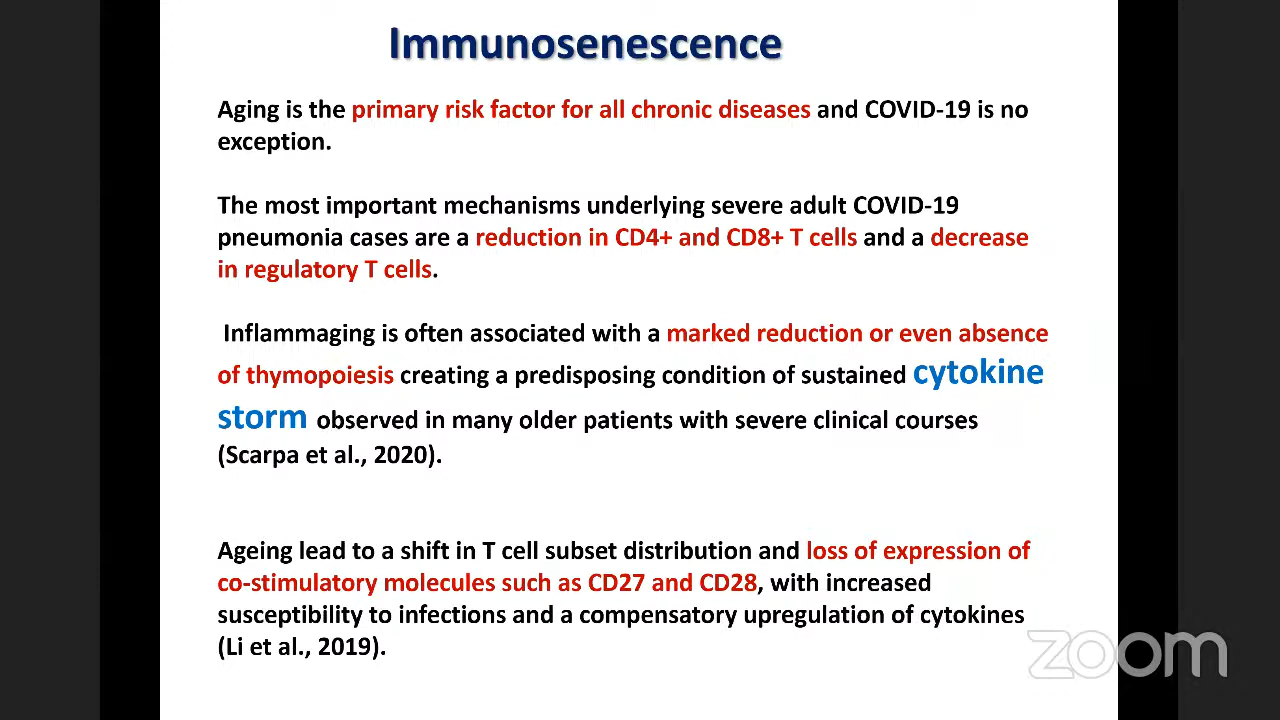 Immunosenescence
Aging is the primary risk factor for all chronic diseases and COVID-19 is no
exception.
The most important mechanisms underlying severe adult COVID-19
pneumonia cases are a reduction in CD4+ and CD8+ T cells and a decrease
in regulatory T cells.
Inflammaging is often associated with a marked reduction or even absence
of thymopoiesis creating a predisposing condition of sustained cytokine
storm observed in many older patients with severe clinical courses
(Scarpa et al., 2020).
Ageing lead to a shift in T cell subset distribution and loss of expression of
co-stimulatory molecules such as CD27 and CD28, with increased
susceptibility to infections and a compensatory upregulation of cytokines
(Li et al., 2019).
zoom